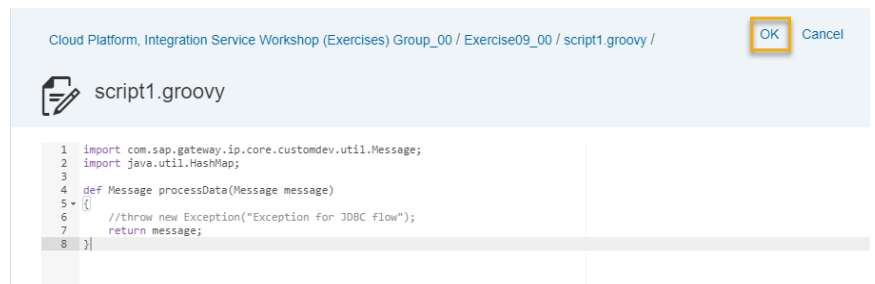 Cloud Platform, Integration Service Workshop (Exercises) Group_00 / Exercise09_00 / script1.groovy /
OK Cancel
script1.groovy
1 import com.sap.gateway.ip.core.customdev.util.Message;
2 import java.util.HashMap;
3
4 def Message processData(Message message)
5 {
6 //throw new Exception("Exception for JDBC flow");
7 return message;
8 }